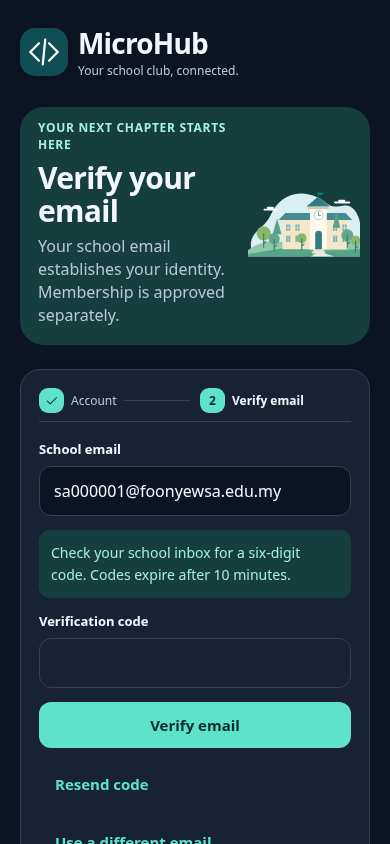 MicroHub
Your school club, connected.
YOUR NEXT CHAPTER STARTS
HERE
Verify your
email
Your school email
establishes your identity.
Membership is approved
separately.
Account
2 Verify email
School email
sa000001@foonyewsa.edu.my
Check your school inbox for a six-digit
code. Codes expire after 10 minutes.
Verification code
Verify email
Resend code
Use a different email